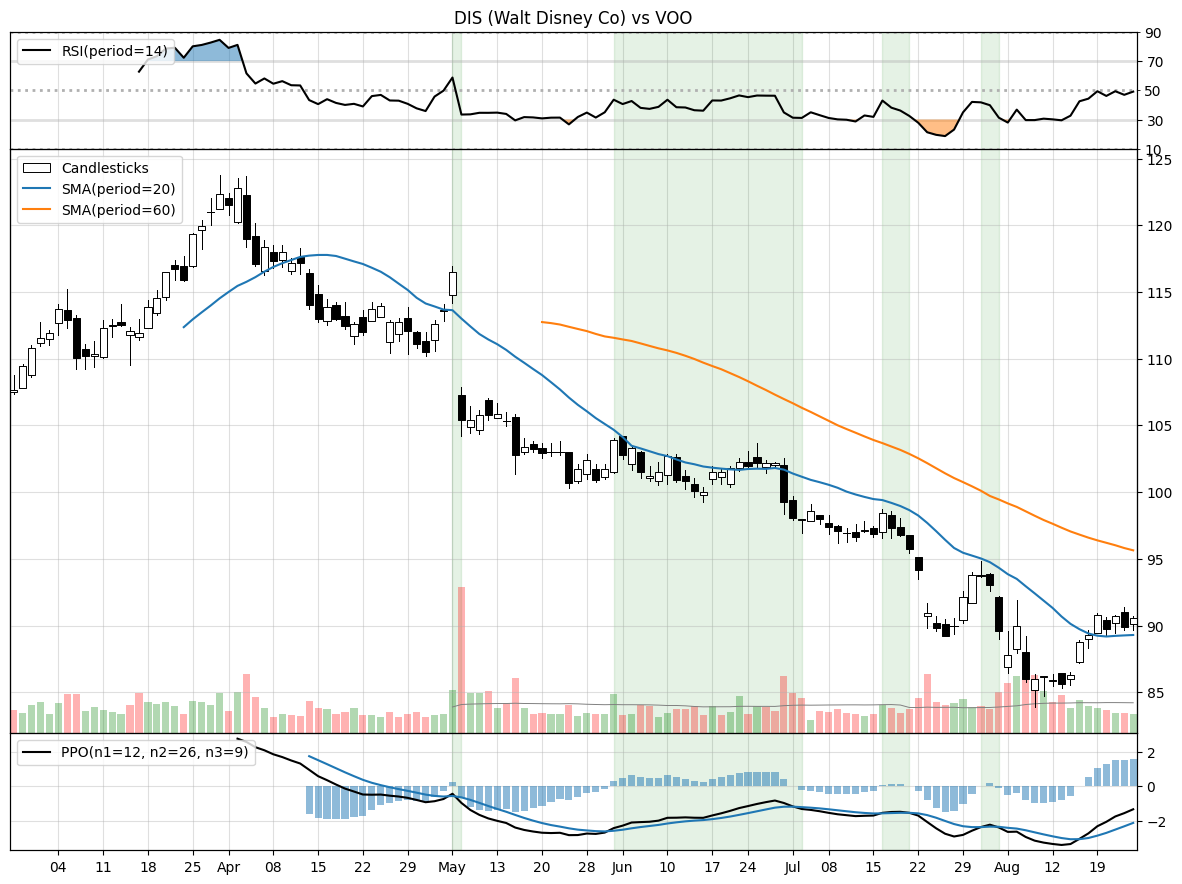 DIS (Walt Disney Co) vs VOO
RSI(period=14)
90
70
50
30
10
Candlesticks
SMA(period=20)
SMA(period=60)
125
120
115
110
105
100
95
90
85
PPO(n1=12, n2=26, n3=9)
2
0
−2
04 11 18 25 Apr 08 15 22 29 May 13 20 28 Jun 10 17 24 Jul 08 15 22 29 Aug 12 19